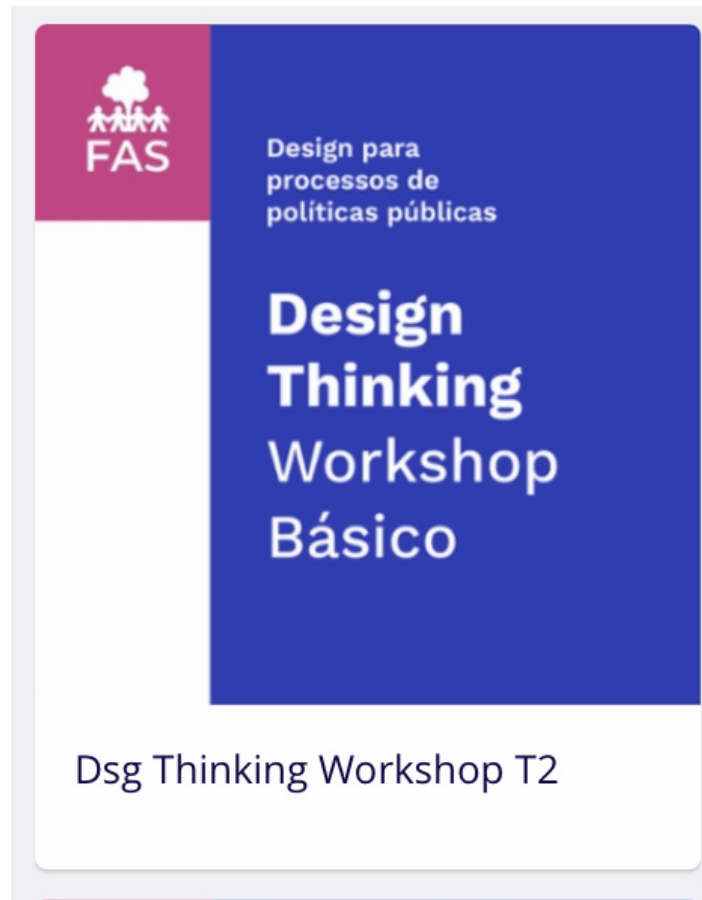 FAS
Design para
processos de
políticas públicas
Design
Thinking
Workshop
Básico
Dsg Thinking Workshop T2